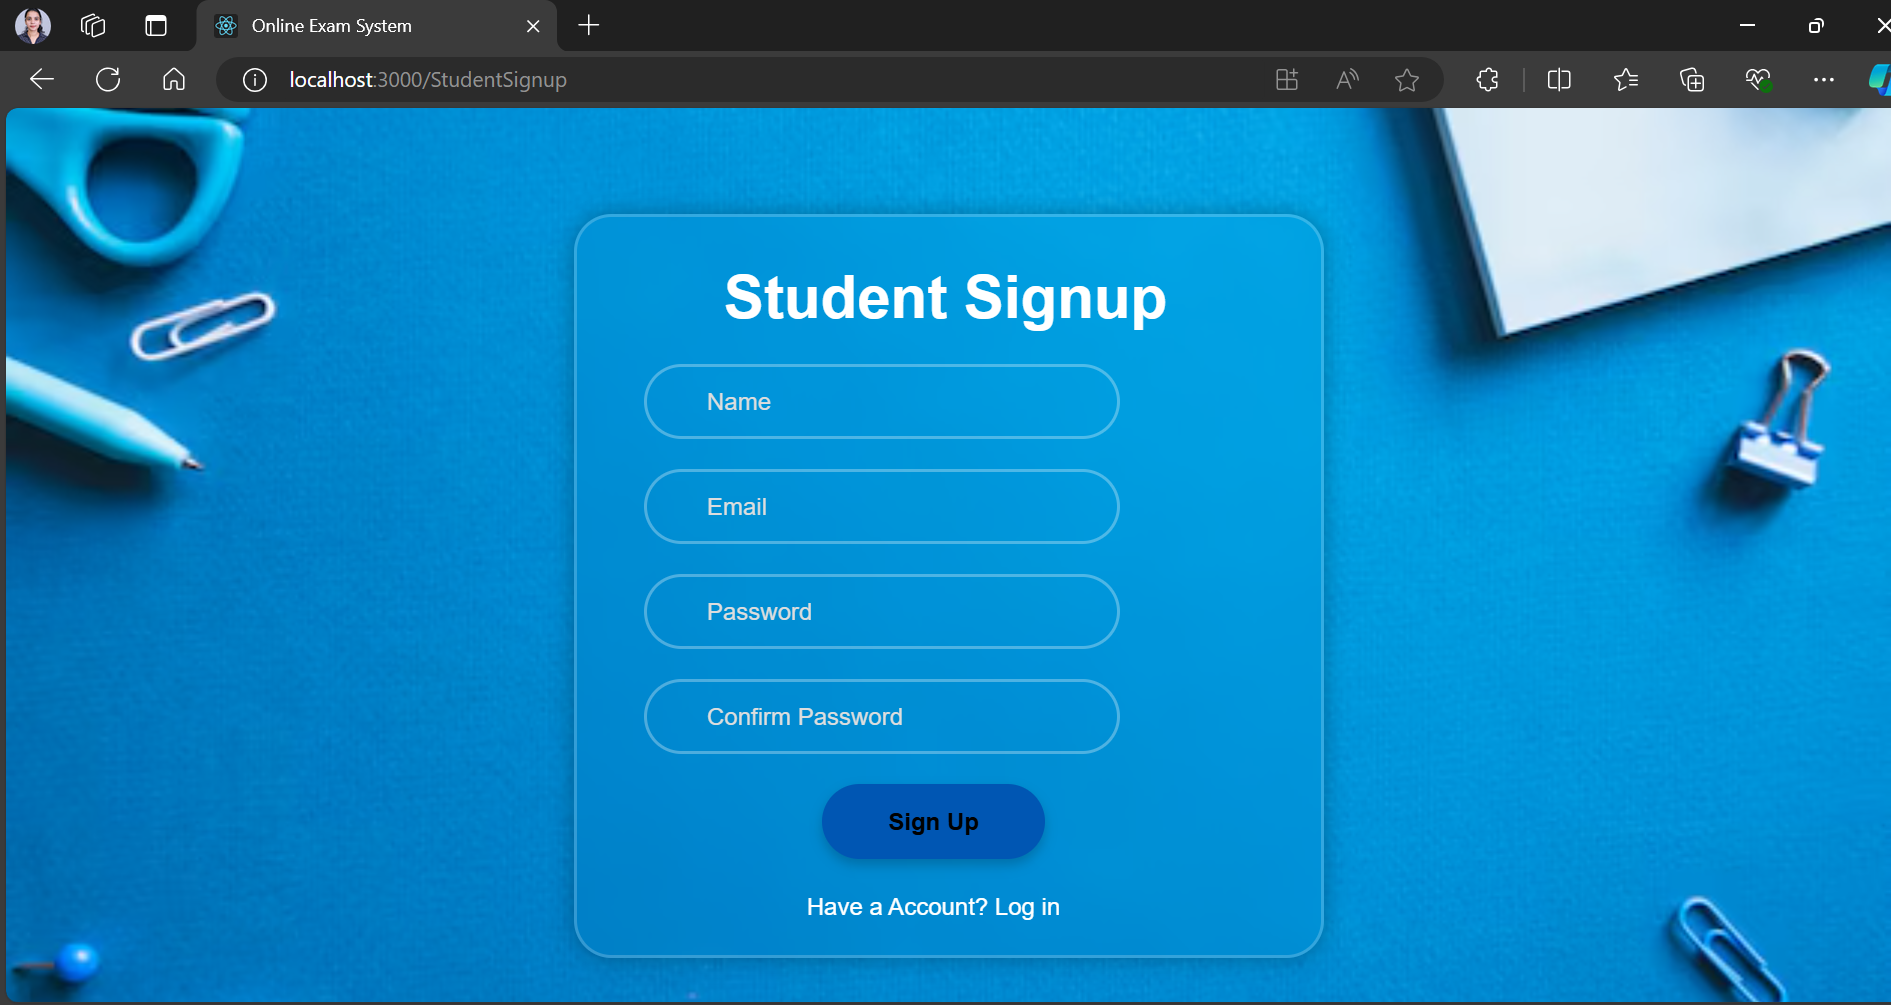 Online Exam System
localhost:3000/StudentSignup
Student Signup
Name
Email
Password
Confirm Password
Sign Up
Have a Account? Log in